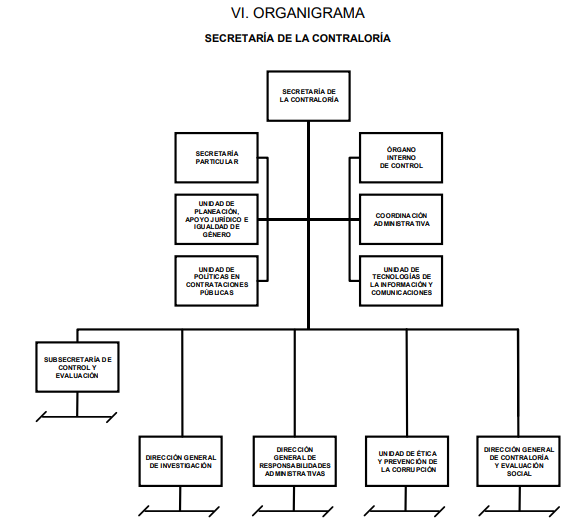 VI. ORGANIGRAMA
SECRETARÍA DE LA CONTRALORÍA
SECRETARÍA DE
LA CONTRALORÍA
SECRETARÍA
PARTICULAR
ÓRGANO
INTERNO
DE CONTROL
UNIDAD DE
PLANEACIÓN,
APOYO JURÍDICO E
IGUALDAD DE
GÉNERO
COORDINACIÓN
ADMINISTRATIVA
UNIDAD DE
POLÍTICAS EN
CONTRATACIONES
PÚBLICAS
UNIDAD DE
TECNOLOGÍAS DE
LA INFORMACIÓN Y
COMUNICACIONES
SUBSECRETARÍA DE
CONTROL Y
EVALUACIÓN
DIRECCIÓN GENERAL
DE INVESTIGACIÓN
DIRECCIÓN
GENERAL DE
RESPONSABILIDADES
ADMINISTRATIVAS
UNIDAD DE ÉTICA
Y PREVENCIÓN DE
LA CORRUPCIÓN
DIRECCIÓN GENERAL
DE CONTRALORÍA
Y EVALUACIÓN
SOCIAL